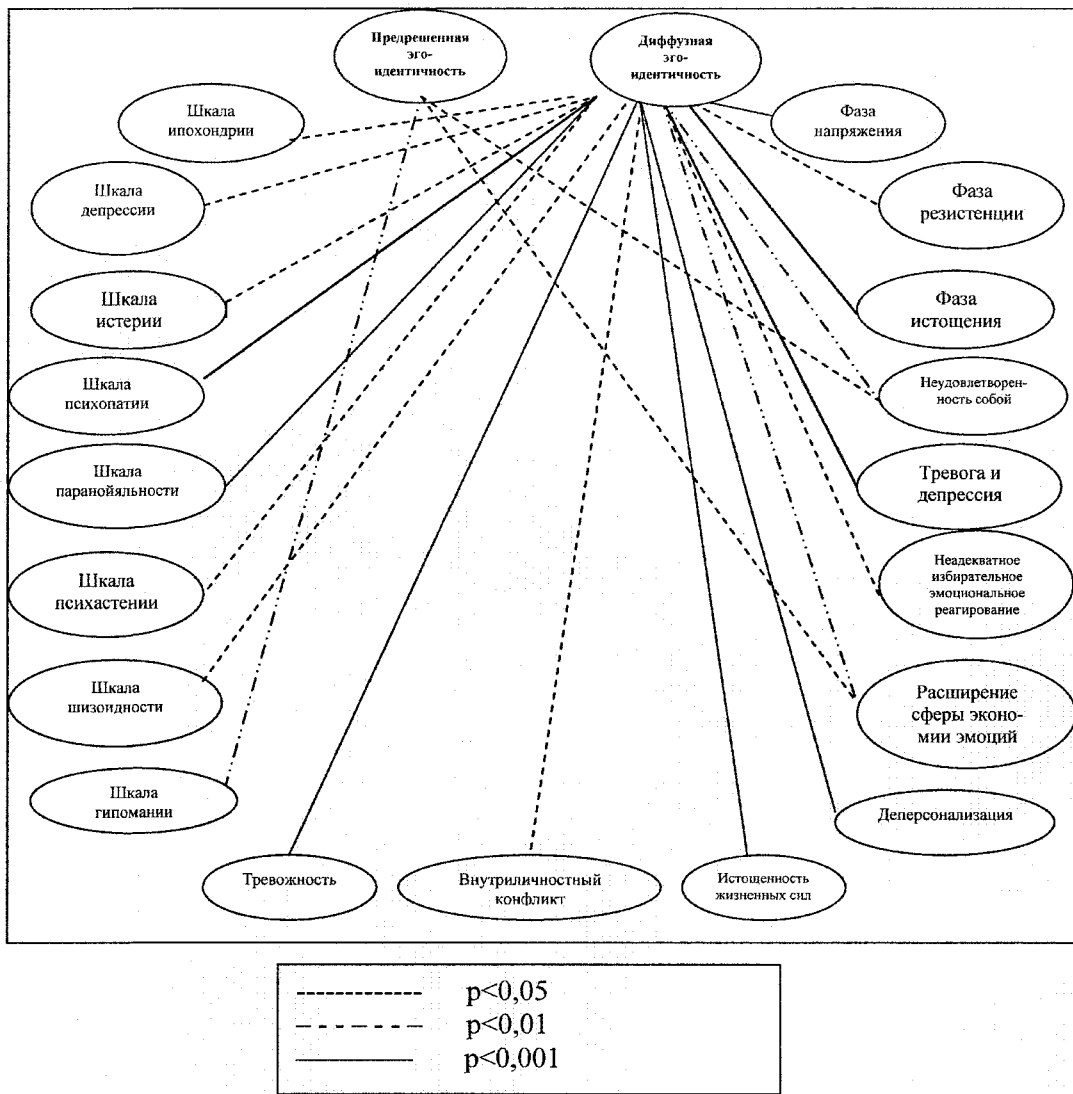 Предрешенная
эго-
идентичность
Диффузная
эго-
идентичность
Шкала
ипохондрии
Фаза
напряжения
Шкала
депрессии
Фаза
резистенции
Шкала
истерии
Фаза
истощения
Шкала
психопатии
Неудовлетворен-
ность собой
Шкала
паранойяльности
Тревога и
депрессия
Шкала
психастении
Неадекватное
избирательное
эмоциональное
реагирование
Шкала
шизоидности
Расширение
сферы эконо-
мии эмоций
Шкала
гипомании
Деперсонализация
Тревожность
Внутриличностный
конфликт
Истощенность
жизненных сил
p<0,05
p<0,01
p<0,001